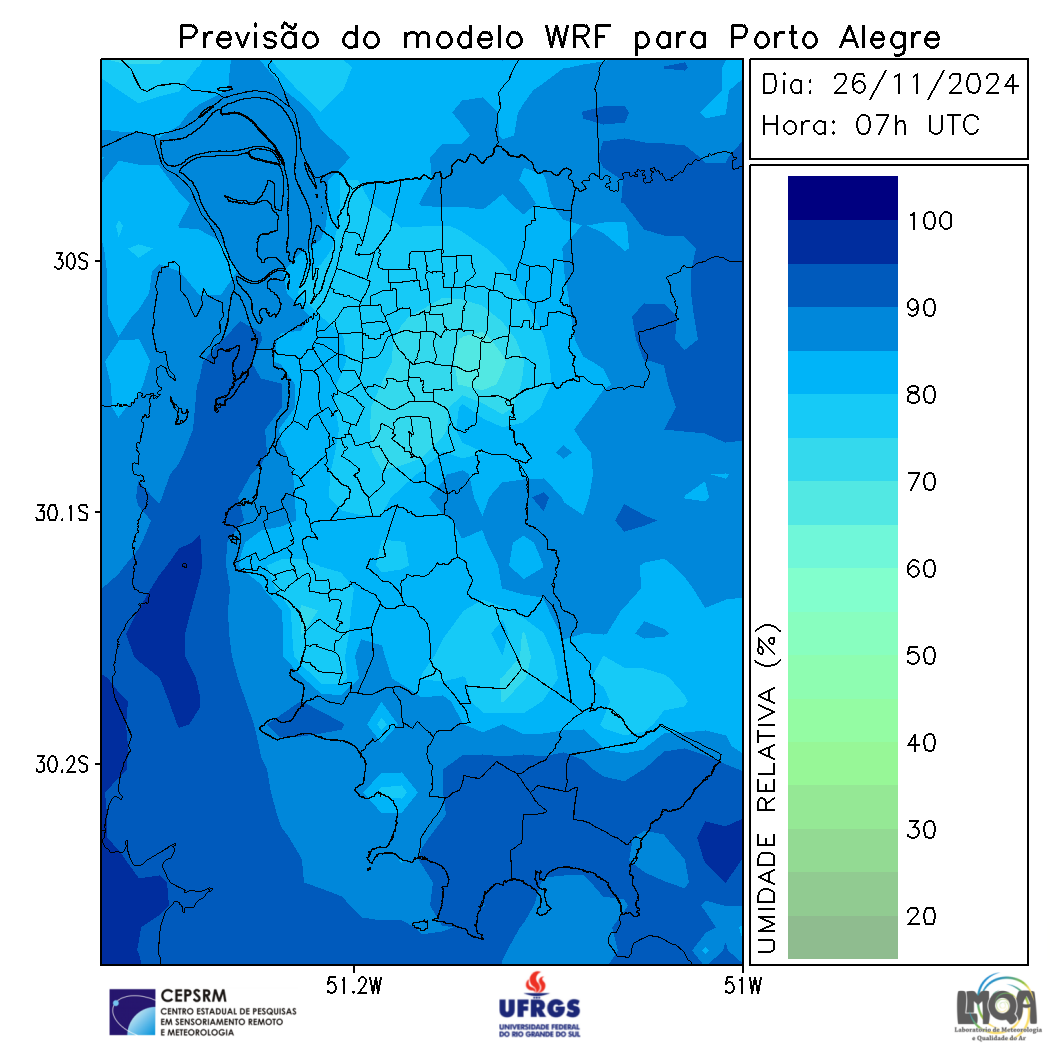 Previsão do modelo WRF para Porto Alegre
Dia: 26/11/2024
Hora: 07h UTC
30S
30.1S
30.2S
51.2W
51W
100
90
80
70
60
50
40
30
20
UMIDADE RELATIVA (%)
CEPSRM
CENTRO ESTADUAL DE PESQUISAS
EM SENSORIAMENTO REMOTO
E METEOROLOGIA
UFRGS
UNIVERSIDADE FEDERAL
DO RIO GRANDE DO SUL
LMQA
Laboratório de Meteorologia
e Qualidade do Ar